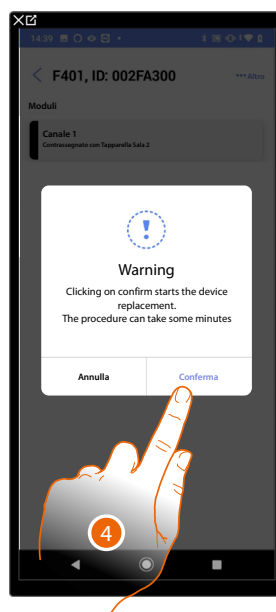 14:39
F401, ID: 002FA300
*** Altro
Moduli
Canale 1
Contrassegnato con Tapparella Sala 2
Warning
Clicking on confirm starts the device
replacement.
The procedure can take some minutes
Annulla
Conferma
4